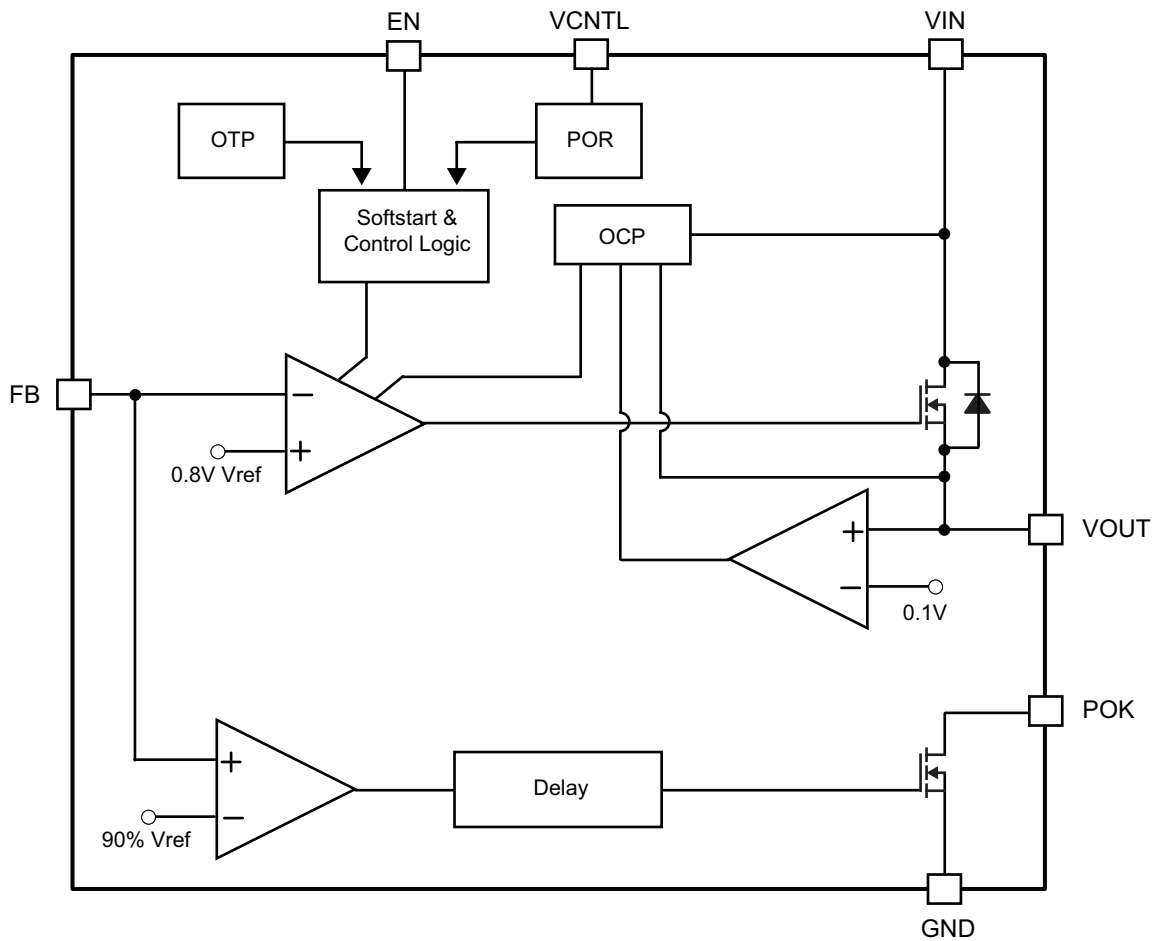 EN
VCNTL
VIN
OTP
POR
Softstart &
Control Logic
OCP
FB
−
+
0.8V Vref
+
−
0.1V
VOUT
POK
+
−
90% Vref
Delay
GND